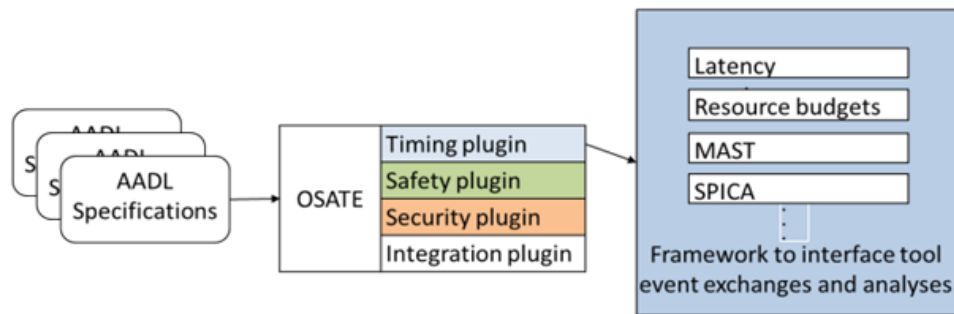 AADL
S
AADL
S
AADL
Specifications
OSATE
Timing plugin
Safety plugin
Security plugin
Integration plugin
Latency
Resource budgets
MAST
SPICA
Framework to interface tool
event exchanges and analyses